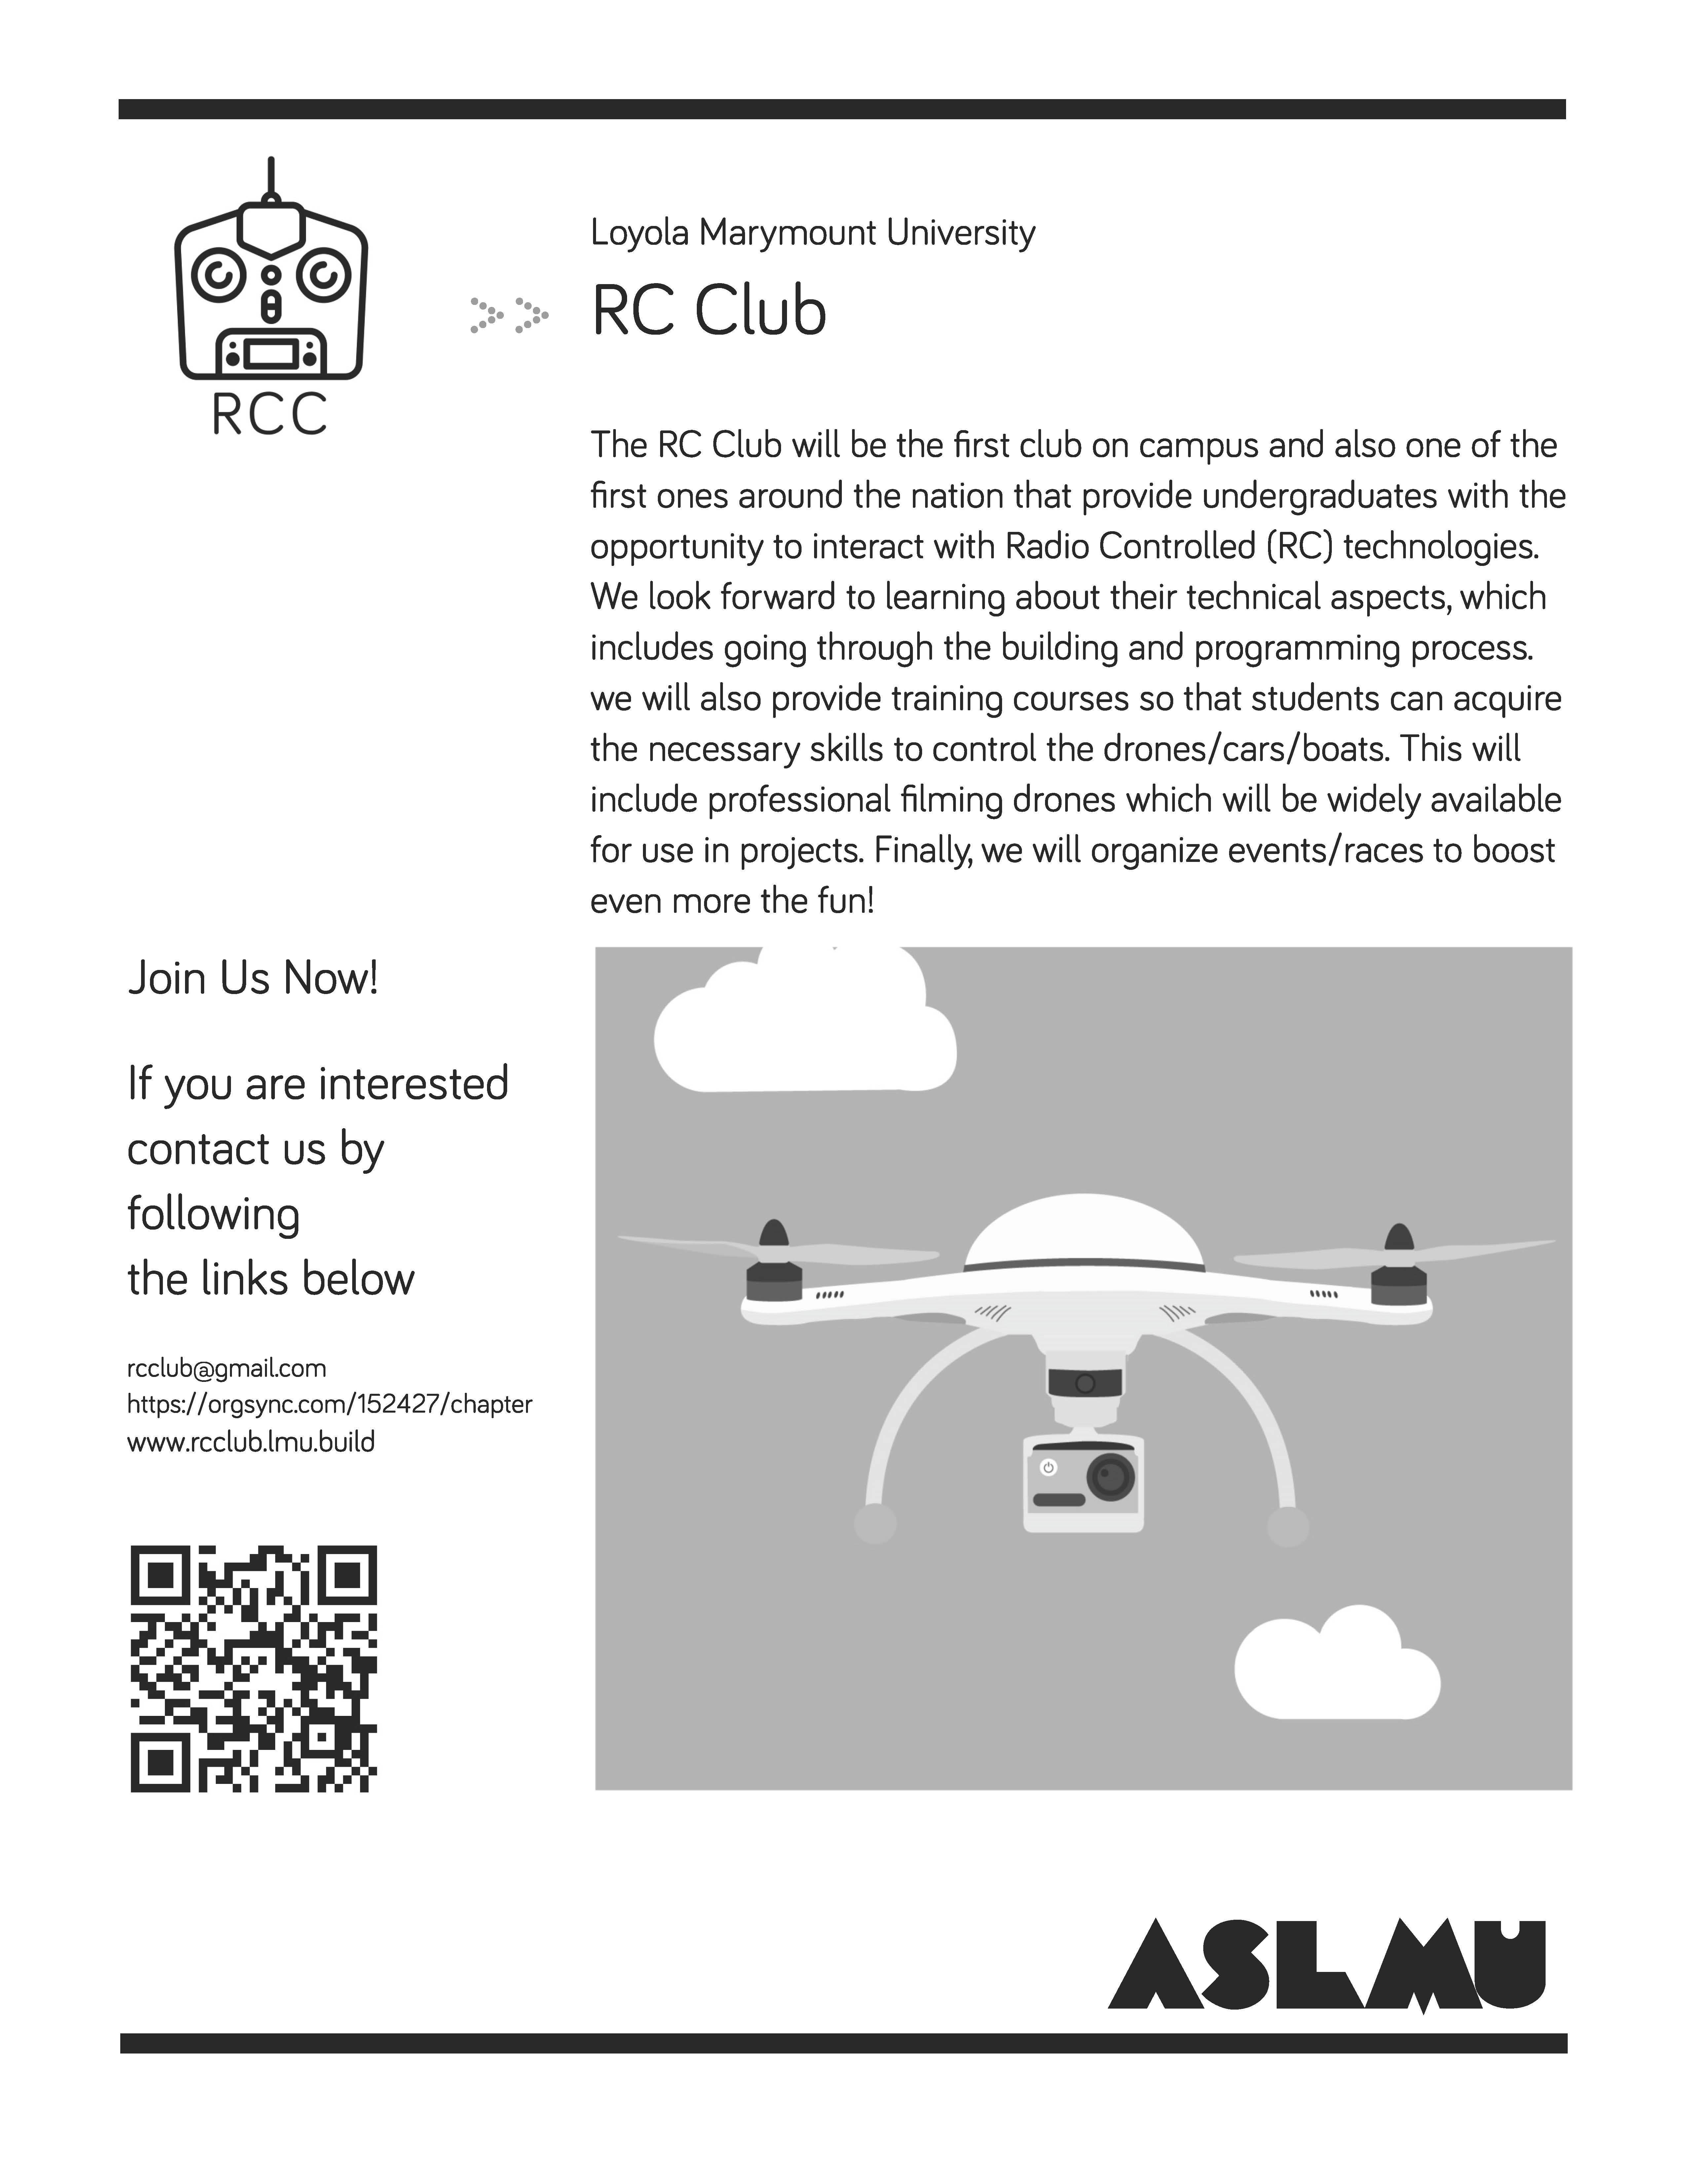 RCC
Loyola Marymount University
RC Club
The RC Club will be the first club on campus and also one of the
first ones around the nation that provide undergraduates with the
opportunity to interact with Radio Controlled (RC) technologies.
We look forward to learning about their technical aspects, which
includes going through the building and programming process.
we will also provide training courses so that students can acquire
the necessary skills to control the drones/cars/boats. This will
include professional filming drones which will be widely available
for use in projects. Finally, we will organize events/races to boost
even more the fun!
Join Us Now!
If you are interested
contact us by
following
the links below
rcclub@gmail.com
https://orgsync.com/152427/chapter
www.rcclub.lmu.build
ASLMU